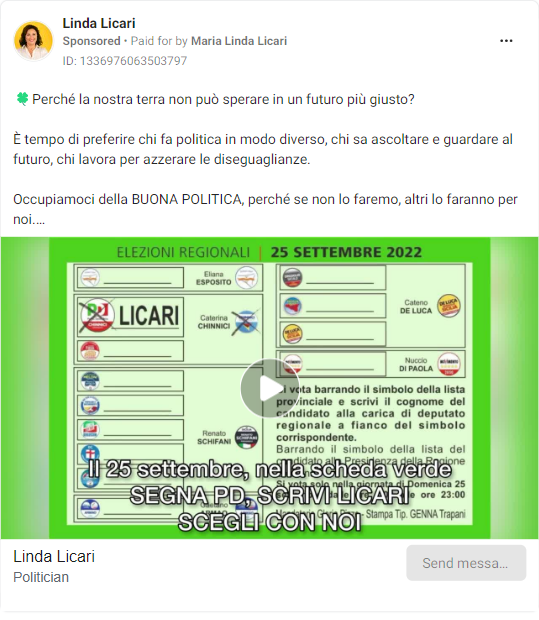 Linda Licari
Sponsored • Paid for by Maria Linda Licari
ID: 1336976063503797
🍀Perché la nostra terra non può sperare in un futuro più giusto?
È tempo di preferire chi fa politica in modo diverso, chi sa ascoltare e guardare al
futuro, chi lavora per azzerare le diseguaglianze.
Occupiamoci della BUONA POLITICA, perché se non lo faremo, altri lo faranno per
noi.…
ELEZIONI REGIONALI | 25 SETTEMBRE 2022
Eliana
ESPOSITO
PD
CHINNICI
LICARI
Caterina
CHINNICI
Renato
SCHIFANI
Cateno
DE LUCA
Nuccio
DI PAOLA
Si vota barrando il simbolo della lista
provinciale e scrivi il cognome del
candidato alla carica di deputato
regionale a fianco del simbolo
corrispondente.
Barrando il simbolo della lista del
candidato alla Presidenza della Regione
Si vota solo nella giornata di Domenica 25
ore 23:00
- Stampa Tip. GENNA Trapani
Il 25 settembre, nella scheda verde
SEGNA PD, SCRIVI LICARI
SCEGLI CON NOI
Linda Licari
Politician
Send messa...